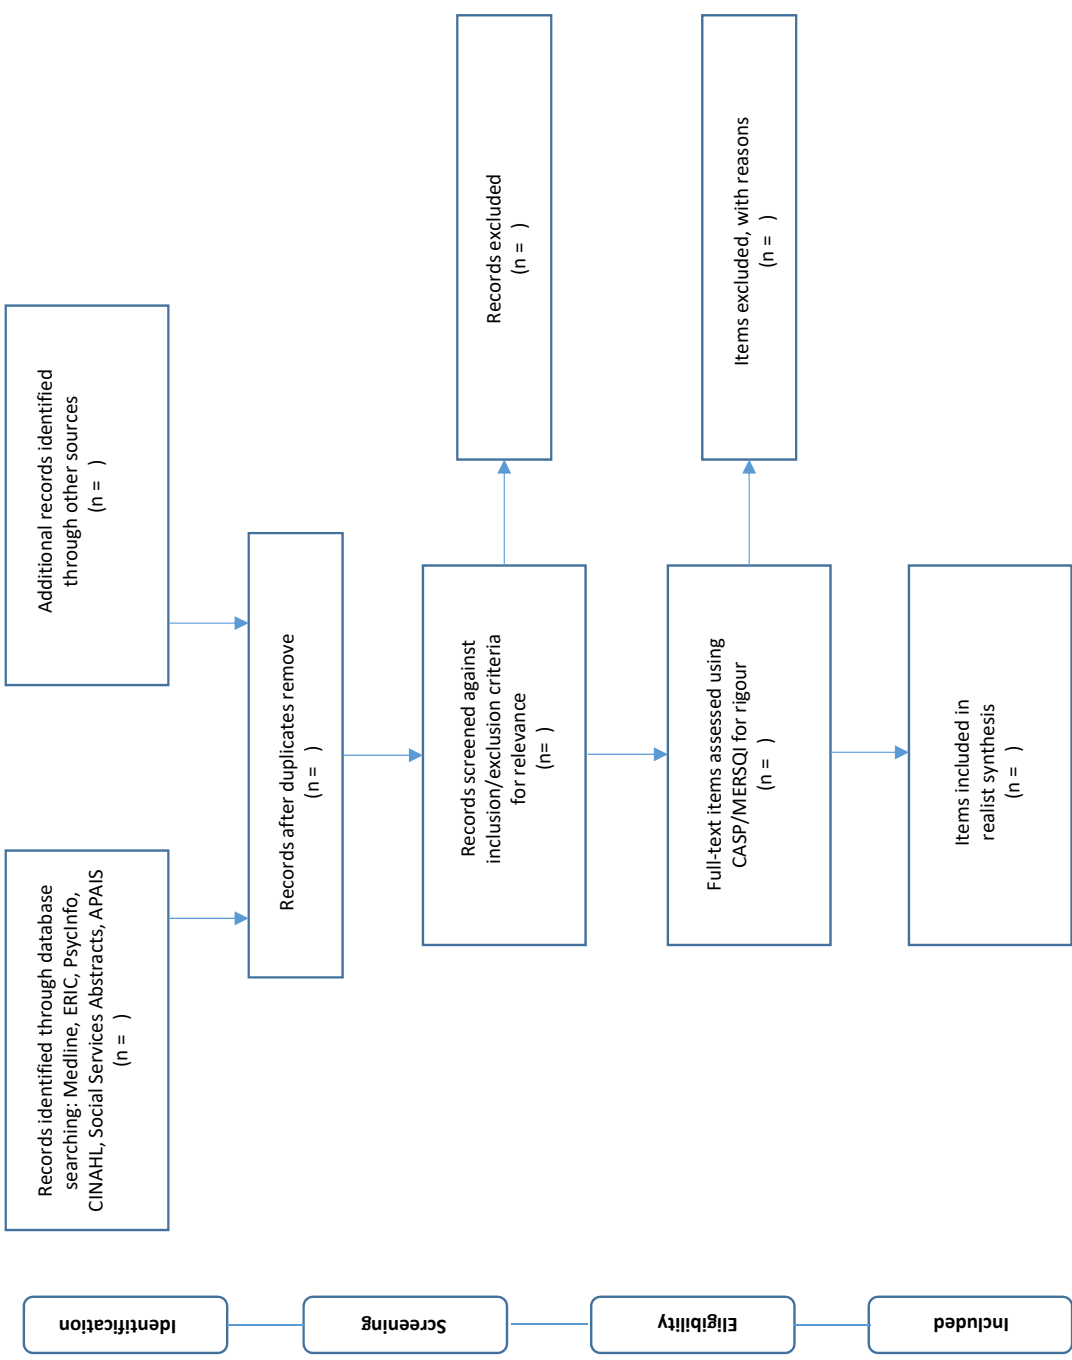 Identification
Screening
Eligibility
Included
Records identified through database
searching: Medline, ERIC, PsycInfo,
CINAHL, Social Services Abstracts, APAIS
(n =  )
Additional records identified
through other sources
(n =  )
Records after duplicates remove
(n =  )
Records screened against
inclusion/exclusion criteria
for relevance
(n=  )
Records excluded
(n =  )
Full-text items assessed using
CASP/MERSQI for rigour
(n =  )
Items excluded, with reasons
(n =  )
Items included in
realist synthesis
(n =  )